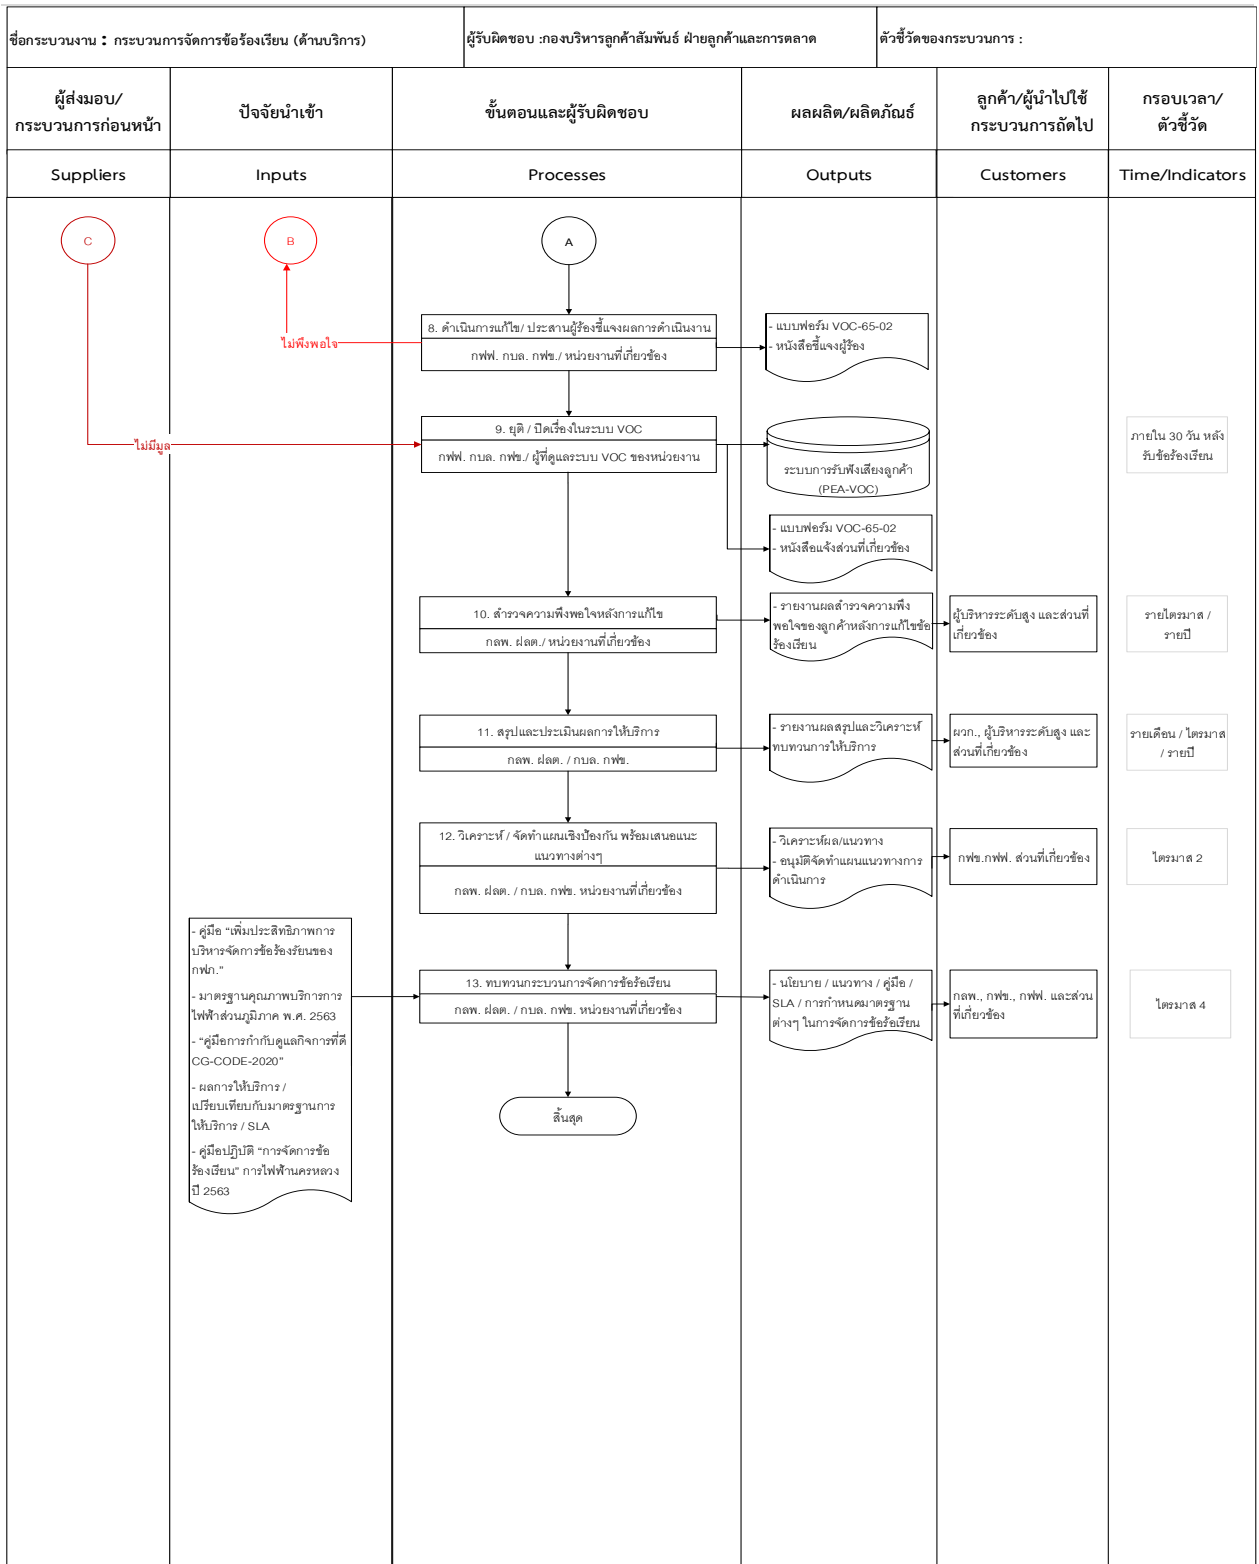 ชื่อกระบวนงาน : กระบวนการจัดการข้อร้องเรียน (ด้านบริการ)
ผู้รับผิดชอบ :กองบริหารลูกค้าสัมพันธ์ ฝ่ายลูกค้าและการตลาด
ตัวชี้วัดของกระบวนการ :
ผู้ส่งมอบ/
กระบวนการก่อนหน้า
ปัจจัยนำเข้า
ขั้นตอนและผู้รับผิดชอบ
ผลผลิต/ผลิตภัณธ์
ลูกค้า/ผู้นำไปใช้
กระบวนการถัดไป
กรอบเวลา/
ตัวชี้วัด
Suppliers
Inputs
Processes
Outputs
Customers
Time/Indicators
C
B
A
8. ดำเนินการแก้ไข/ ประสานผู้ร้องชี้แจงผลการดำเนินงาน
กฟฟ. กบล. กฟข./ หน่วยงานที่เกี่ยวข้อง
ไม่พึงพอใจ
- แบบฟอร์ม VOC-65-02
- หนังสือชี้แจงผู้ร้อง
9. ยุติ / ปิดเรื่องในระบบ VOC
กฟฟ. กบล. กฟข./ ผู้ที่ดูแลระบบ VOC ของหน่วยงาน
ไม่มีมูล
ระบบการรับฟังเสียงลูกค้า
(PEA-VOC)
ภายใน 30 วัน หลัง
รับข้อร้องเรียน
- แบบฟอร์ม VOC-65-02
- หนังสือแจ้งส่วนที่เกี่ยวข้อง
10. สำรวจความพึงพอใจหลังการแก้ไข
กลพ. ฝลต./ หน่วยงานที่เกี่ยวข้อง
- รายงานผลสำรวจความพึง
พอใจของลูกค้าหลังการแก้ไขข้อ
ร้องเรียน
ผู้บริหารระดับสูง และส่วนที่
เกี่ยวข้อง
รายไตรมาส /
รายปี
11. สรุปและประเมินผลการให้บริการ
กลพ. ฝลต. / กบล. กฟข.
- รายงานผลสรุปและวิเคราะห์
ทบทวนการให้บริการ
ผวก., ผู้บริหารระดับสูง และ
ส่วนที่เกี่ยวข้อง
รายเดือน / ไตรมาส
/ รายปี
12. วิเคราะห์ / จัดทำแผนเชิงป้องกัน พร้อมเสนอแนะ
แนวทางต่างๆ
กลพ. ฝลต. / กบล. กฟข. หน่วยงานที่เกี่ยวข้อง
- วิเคราะห์ผล/แนวทาง
- อนุมัติจัดทำแผนแนวทางการ
ดำเนินการ
กฟข.กฟฟ. ส่วนที่เกี่ยวข้อง
ไตรมาส 2
- คู่มือ “เพิ่มประสิทธิภาพการ
บริหารจัดการข้อร้องรียนของ
กฟภ.”
- มาตรฐานคุณภาพบริการการ
ไฟฟ้าส่วนภูมิภาค พ.ศ. 2563
- “คู่มือการกำกับดูแลกิจการที่ดี
CG-CODE-2020”
- ผลการให้บริการ /
เปรียบเทียบกับมาตรฐานการ
ให้บริการ / SLA
- คู่มือปฏิบัติ “การจัดการข้อ
ร้องเรียน” การไฟฟ้านครหลวง
ปี 2563
13. ทบทวนกระบวนการจัดการข้อร้อเรียน
กลพ. ฝลต. / กบล. กฟข. หน่วยงานที่เกี่ยวข้อง
- นโยบาย / แนวทาง / คู่มือ /
SLA / การกำหนดมาตรฐาน
ต่างๆ ในการจัดการข้อร้อเรียน
กลพ., กฟข., กฟฟ. และส่วน
ที่เกี่ยวข้อง
ไตรมาส 4
สิ้นสุด